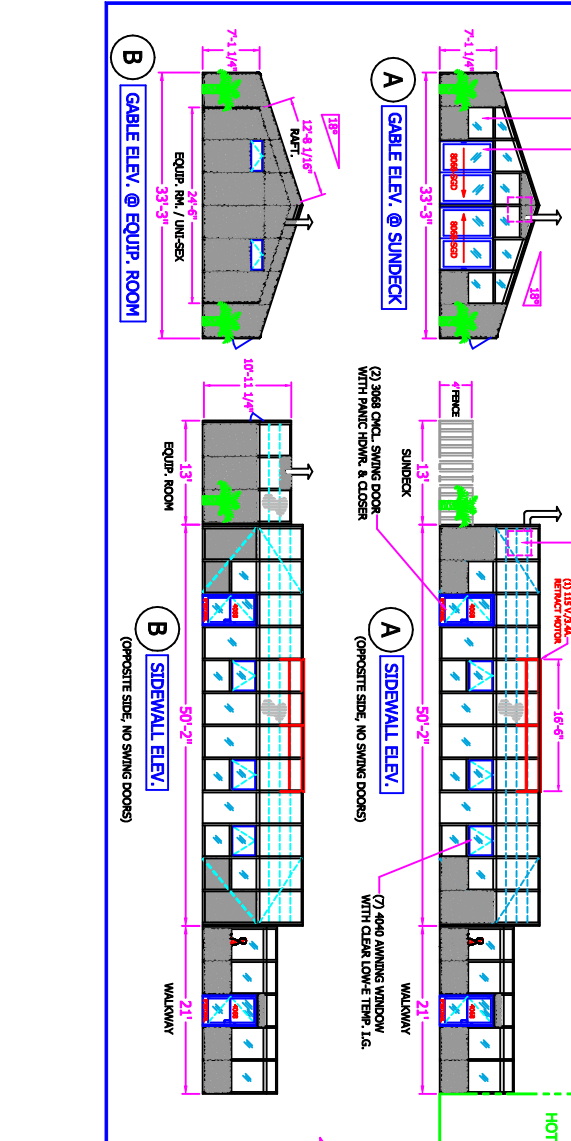 7'-1 1/4"
A
GABLE ELEV. @ SUNDECK
33'-3"
18°
4' FENCE
SUNDECK
13'
(2) 3068 CMCL. SWING DOOR
WITH PANIC HDWR. & CLOSER
(1) 115 V./3.4A.
RETRACT MOTOR
16'-6"
A
SIDEWALL ELEV.
(OPPOSITE SIDE, NO SWING DOORS)
50'-2"
(7) 4040 AWNING WINDOW
WITH CLEAR LOW-E TEMP. I.G.
WALKWAY
21'
HOT
7'-1 1/4"
B
GABLE ELEV. @ EQUIP. ROOM
18°
12'-8 1/16"
RAFT.
24'-6"
EQUIP. RM. / UNI-SEX
33'-3"
10'-11 1/4"
EQUIP. ROOM
13'
B
SIDEWALL ELEV.
(OPPOSITE SIDE, NO SWING DOORS)
50'-2"
WALKWAY
21'